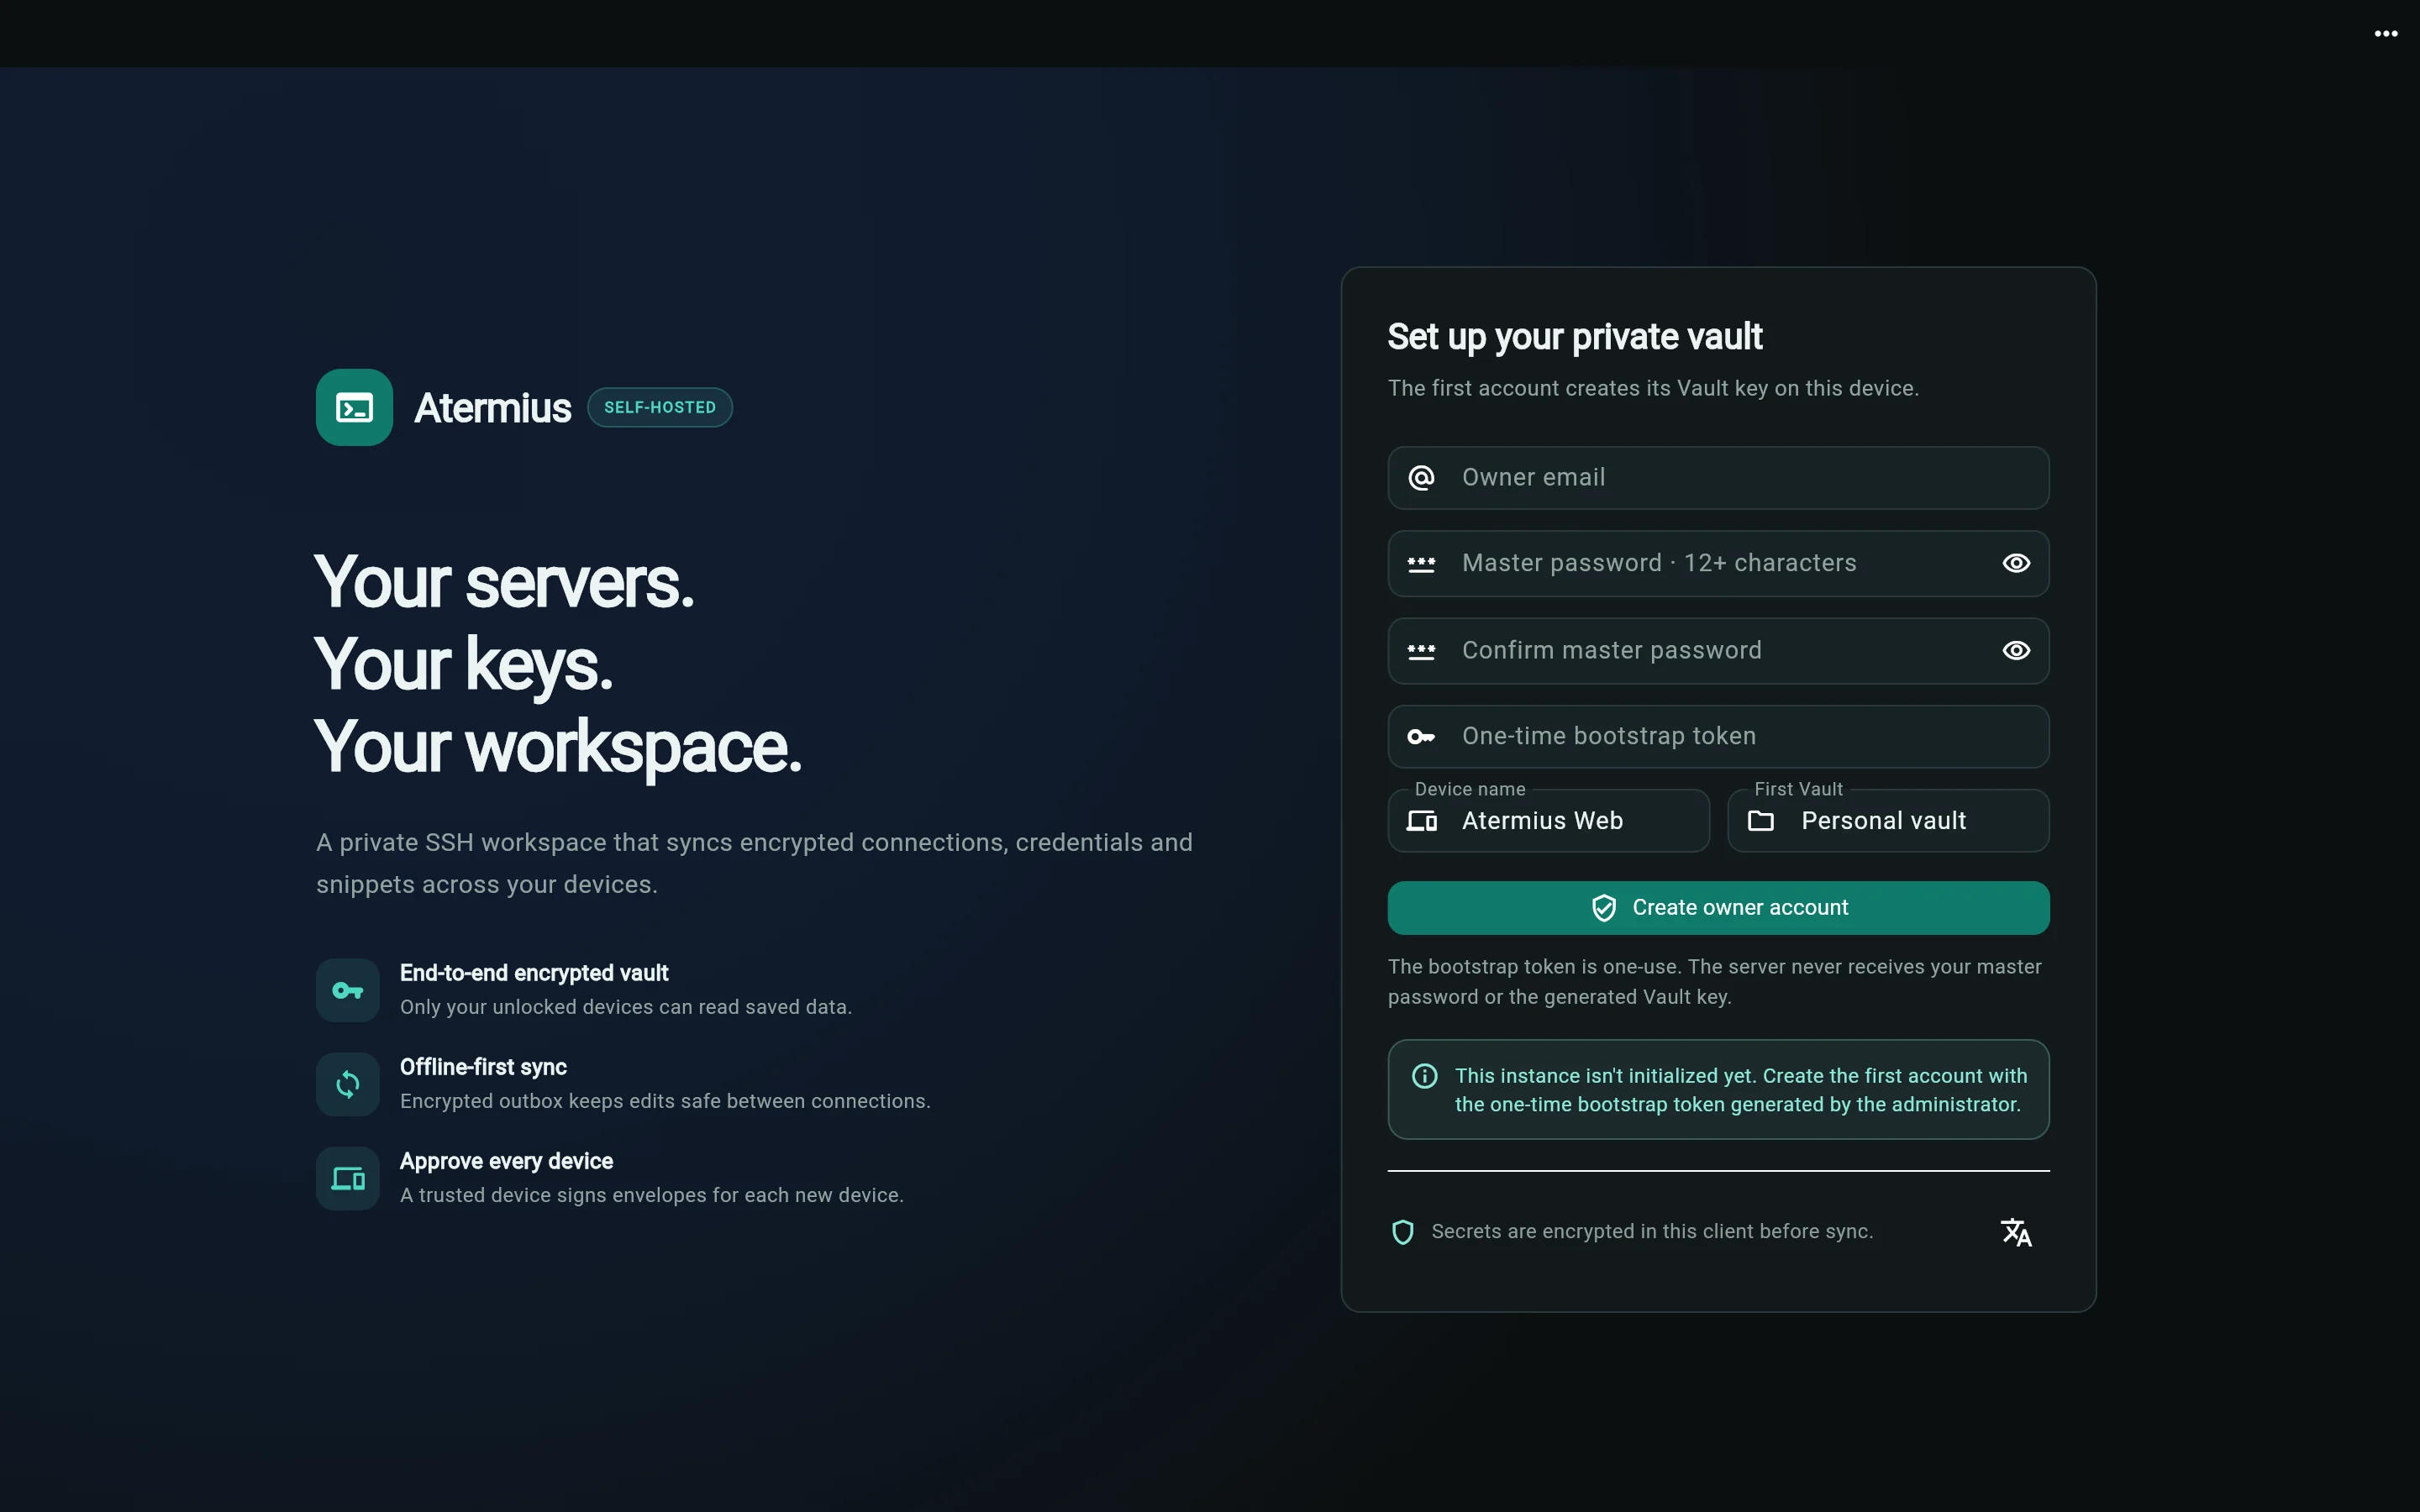 Atermius
SELF-HOSTED
Your servers.
Your keys.
Your workspace.
A private SSH workspace that syncs encrypted connections, credentials and
snippets across your devices.
End-to-end encrypted vault
Only your unlocked devices can read saved data.
Offline-first sync
Encrypted outbox keeps edits safe between connections.
Approve every device
A trusted device signs envelopes for each new device.
Set up your private vault
The first account creates its Vault key on this device.
Owner email
Master password · 12+ characters
Confirm master password
One-time bootstrap token
Device name
Atermius Web
First Vault
Personal vault
Create owner account
The bootstrap token is one-use. The server never receives your master
password or the generated Vault key.
This instance isn't initialized yet. Create the first account with
the one-time bootstrap token generated by the administrator.
Secrets are encrypted in this client before sync.